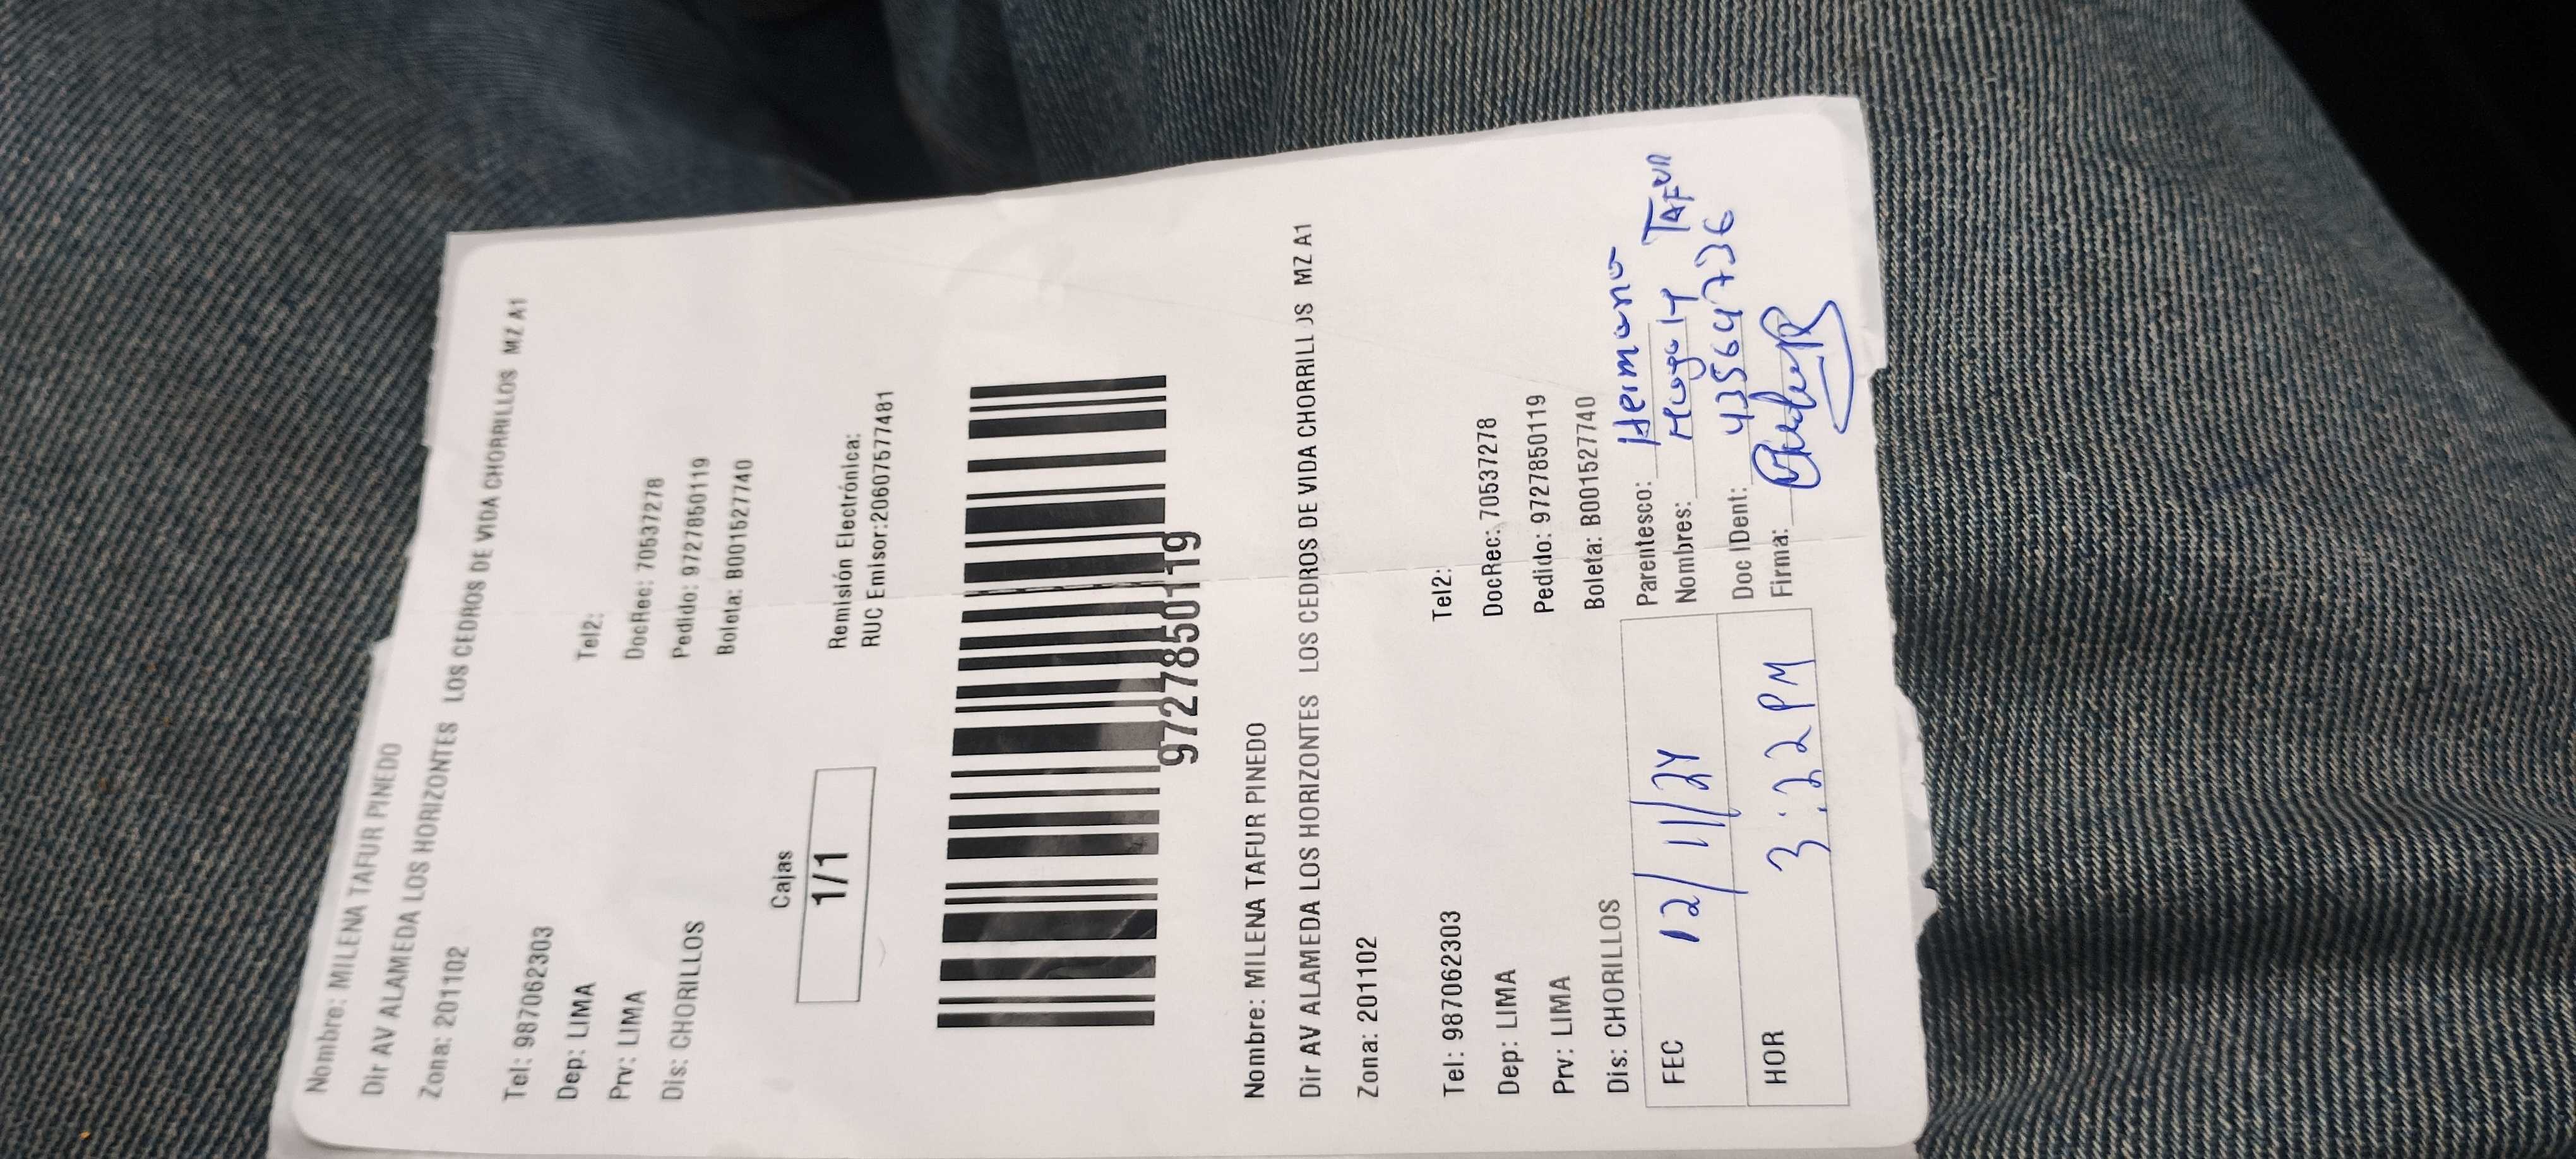 Nombre: MILENA TAFUR PINEDO
Dir AV ALAMEDA LOS HORIZONTES LOS CEDROS DE VIDA CHORRILLOS MZ A1
Zona: 201102
Tel: 987062303 Tel2:
Dep: LIMA DocRec: 70537278
Prv: LIMA Pedido: 9727850119
Dis: CHORILLOS Boleta: B001527740
Cajas
1/1
Remisión Electrónica:
RUC Emisor:20607577481
9727850119
Nombre: MILENA TAFUR PINEDO
Dir AV ALAMEDA LOS HORIZONTES LOS CEDROS DE VIDA CHORRILLOS MZ A1
Zona: 201102
Tel: 987062303 Tel2:
Dep: LIMA DocRec: 70537278
Prv: LIMA Pedido: 9727850119
Dis: CHORILLOS Boleta: B001527740
FEC 12/11/24
HOR 3:22 PM
Parentesco: Hermano
Nombres: TAFUR
Doc IDent: 43564736
Firma: